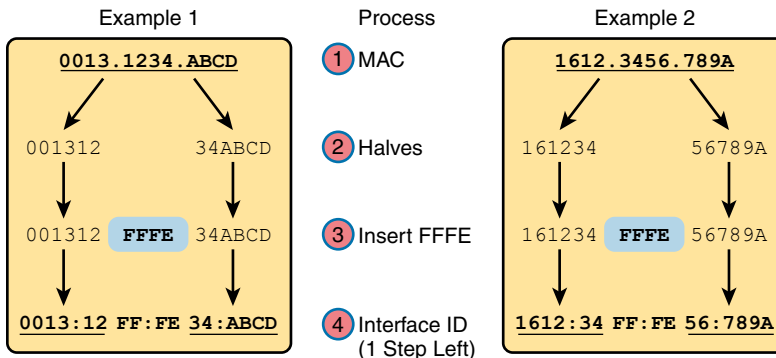 Example 1 Process Example 2
0013.1234.ABCD 1 MAC 1612.3456.789A
001312 34ABCD 2 Halves 161234 56789A
001312 FFFE 34ABCD 3 Insert FFFE 161234 FFFE 56789A
0013:12 FF:FE 34:ABCD 4 Interface ID 1612:34 FF:FE 56:789A
(1 Step Left)